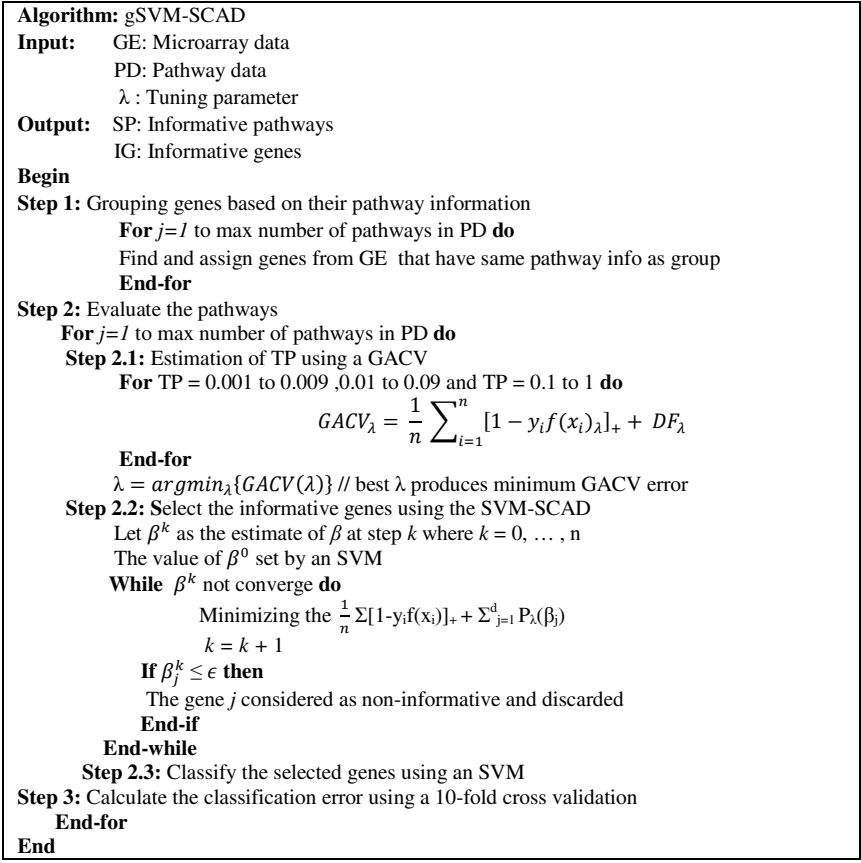 Algorithm: gSVM-SCAD
Input: GE: Microarray data
PD: Pathway data
λ : Tuning parameter
Output: SP: Informative pathways
IG: Informative genes
Begin
Step 1: Grouping genes based on their pathway information
For j=1 to max number of pathways in PD do
Find and assign genes from GE that have same pathway info as group
End-for
Step 2: Evaluate the pathways
For j=1 to max number of pathways in PD do
Step 2.1: Estimation of TP using a GACV
For TP = 0.001 to 0.009 ,0.01 to 0.09 and TP = 0.1 to 1 do
GACV_λ = \frac{1}{n} \sum_{i=1}^{n} [1 − y_i f(x_i)_λ]_+ + DF_λ
End-for
λ = argmin_λ{GACV(λ)} // best λ produces minimum GACV error
Step 2.2: Select the informative genes using the SVM-SCAD
Let β^k as the estimate of β at step k where k = 0, … , n
The value of β^0 set by an SVM
While β^k not converge do
Minimizing the \frac{1}{n} Σ[1-y_i f(x_i)]_+ + Σ^d_{j=1} P_λ(β_j)
k = k + 1
If β_j^k ≤ ϵ then
The gene j considered as non-informative and discarded
End-if
End-while
Step 2.3: Classify the selected genes using an SVM
Step 3: Calculate the classification error using a 10-fold cross validation
End-for
End